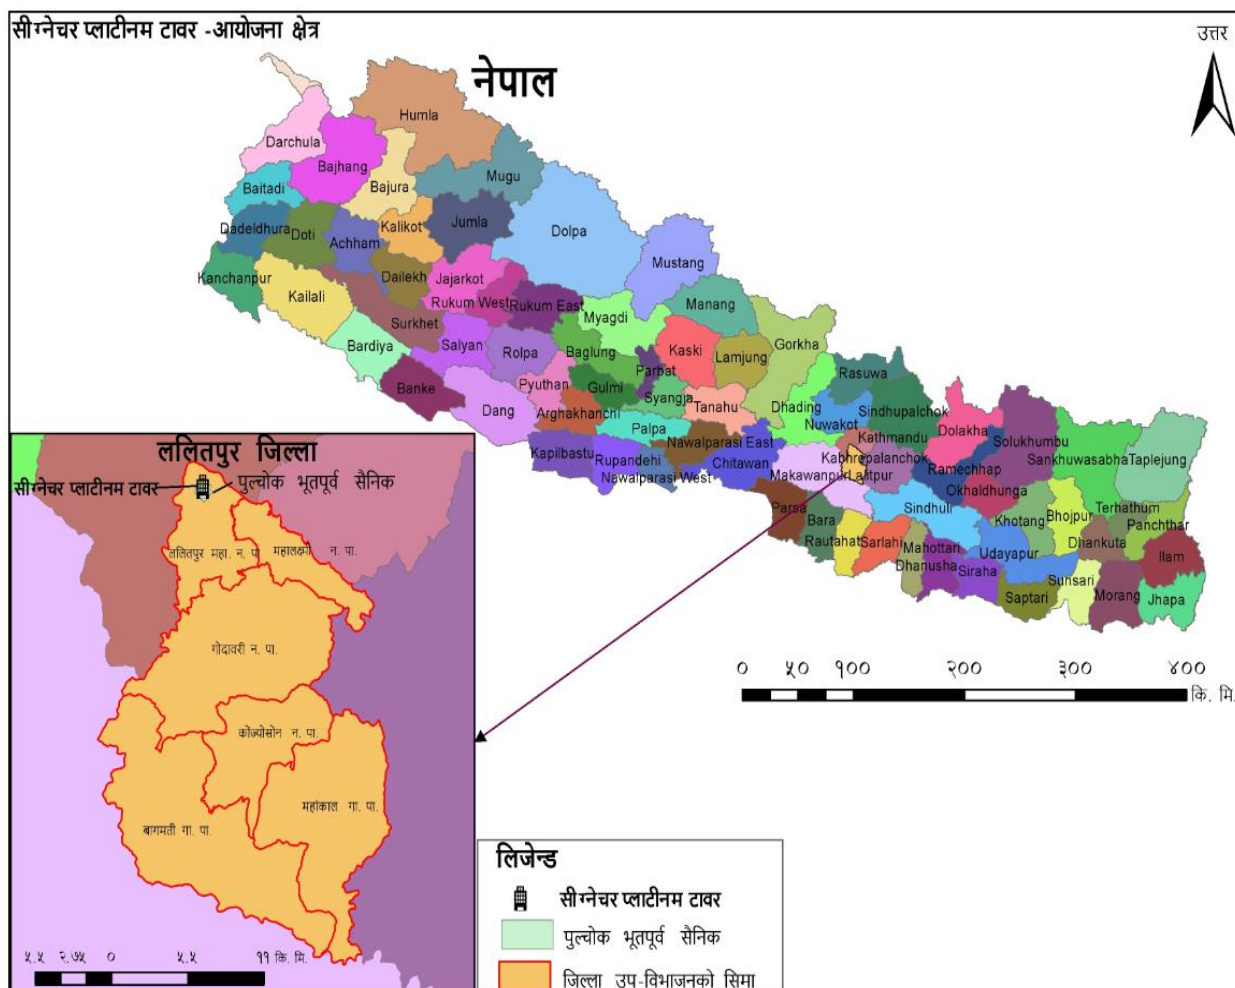 सीग्नेचर प्लाटीनम टावर -आयोजना क्षेत्र
उत्तर
नेपाल
Humla
Darchula
Bajhang
Mugu
Baitadi
Bajura
Dadeldhura
Doti
Achham
Kalikot
Jumla
Dolpa
Mustang
Kanchanpur
Kailali
Dailekh
Jajarkot
Rukum West
Rukum East
Manang
Surkhet
Myagdi
Bardiya
Salyan
Rolpa
Baglung
Parbat
Kaski
Lamjung
Gorkha
Rasuwa
Banke
Pyuthan
Gulmi
Syangja
Tanahu
Dhading
Nuwakot
Sindhupalchok
Dang
Arghakhanchi
Palpa
Nawalparasi East
Kathmandu
Dolakha
Solukhumbu
Sankhuwasabha
Taplejung
Kapilbastu
Rupandehi
Nawalparasi West
Chitawan
Makawanpur
Lalitpur
Kabhrepalanchok
Ramechhap
Okhaldhunga
Parsa
Bara
Rautahat
Sarlahi
Sindhuli
Khotang
Bhojpur
Terhathum
Panchthar
Mahottari
Dhanusha
Siraha
Udayapur
Dhankuta
Ilam
Saptari
Sunsari
Morang
Jhapa
० ५० १०० २०० ३०० ४००
कि. मि.
ललितपुर जिल्ला
सीग्नेचर प्लाटीनम टावर
पुल्चोक भूतपूर्व सैनिक
ललितपुर महा. न. पा.
महालक्ष्मी न. पा.
गोदावरी न. पा.
कोंज्योसोन न. पा.
महांकाल गा. पा.
बागमती गा. पा.
५.५ २.७५ ० ५.५ ११ कि. मि.
लिजेन्ड
सीग्नेचर प्लाटीनम टावर
पुल्चोक भूतपूर्व सैनिक
जिल्ला उप-विभाजनको सिमा